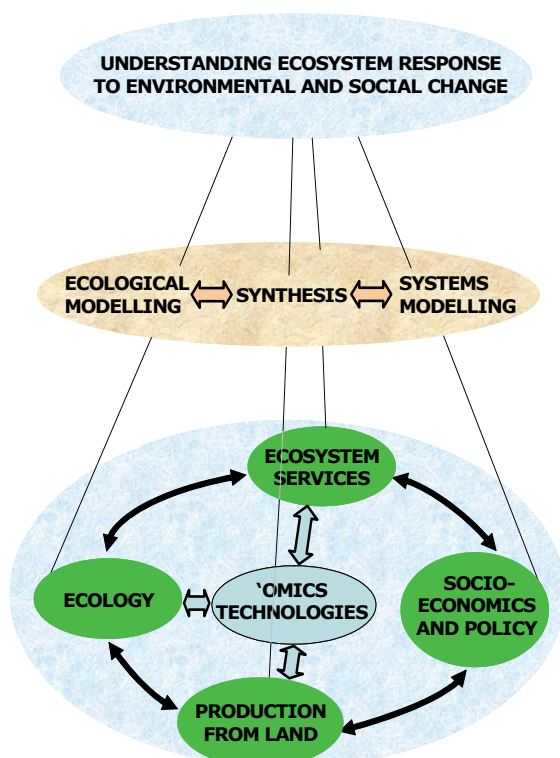 UNDERSTANDING ECOSYSTEM RESPONSE
TO ENVIRONMENTAL AND SOCIAL CHANGE
ECOLOGICAL
MODELLING
SYNTHESIS
SYSTEMS
MODELLING
ECOSYSTEM
SERVICES
ECOLOGY
‘OMICS
TECHNOLOGIES
SOCIO-
ECONOMICS
AND POLICY
PRODUCTION
FROM LAND